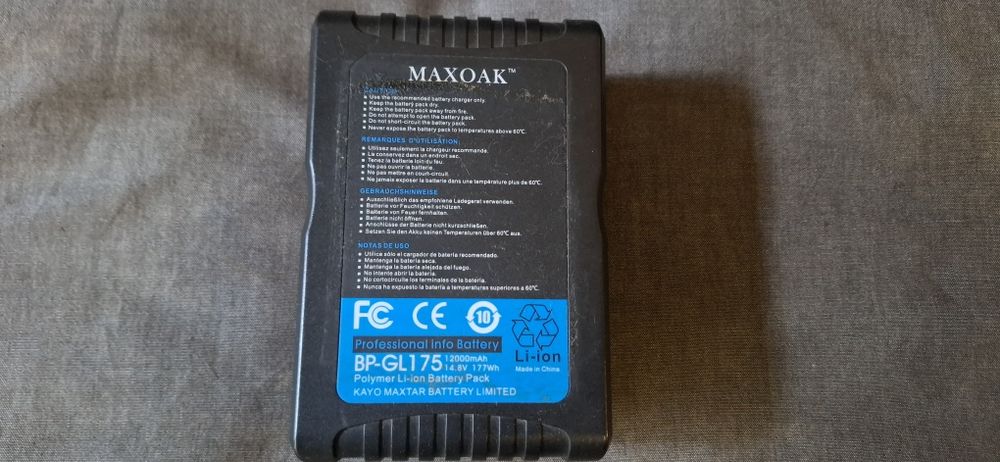 MAXOAK™
CAUTION:
▪ Use the recommended battery charger only.
▪ Keep the battery pack dry.
▪ Keep the battery pack away from fire.
▪ Do not attempt to open the battery pack.
▪ Do not short-circuit the battery pack.
▪ Never expose the battery pack to temperatures above 60℃.
REMARQUES D'UTILISATION:
▪ Utilisez seulement la chargeur recommande.
▪ La conservez dans un endroit sec.
▪ Tenez la batterie loin du feu.
▪ Ne pas ouvrir la batterie.
▪ Ne pas mettre en court-circuit.
▪ Ne jamais exposer la batterie dans une température plus de 60℃.
GEBRAUCHSHINWEISE
▪ Ausschließlich das empfohlene Ladegerat verwenden.
▪ Batterie vor Feuchtigkeit schützen.
▪ Batterie von Feuer fernhalten.
▪ Batterie nicht öffnen.
▪ Anschlüsse der Batterie nicht kurzschließen.
▪ Setzen Sie den Akku keinen Temperaturen über 60℃ aus.
NOTAS DE USO
▪ Utilice sólo el cargador de batería recomendado.
▪ Mantenga la batería seca.
▪ Mantenga la batería alejada del fuego.
▪ No intente abrir la batería.
▪ No cortocircuite los terminales de la batería.
▪ Nunca ha expuesto la batería a temperaturas superiores a 60℃.
FC CE 10
Professional info Battery
BP-GL175 12000mAh
14.8V 177Wh
Polymer Li-ion Battery Pack
KAYO MAXTAR BATTERY LIMITED
Li-ion
Made in China